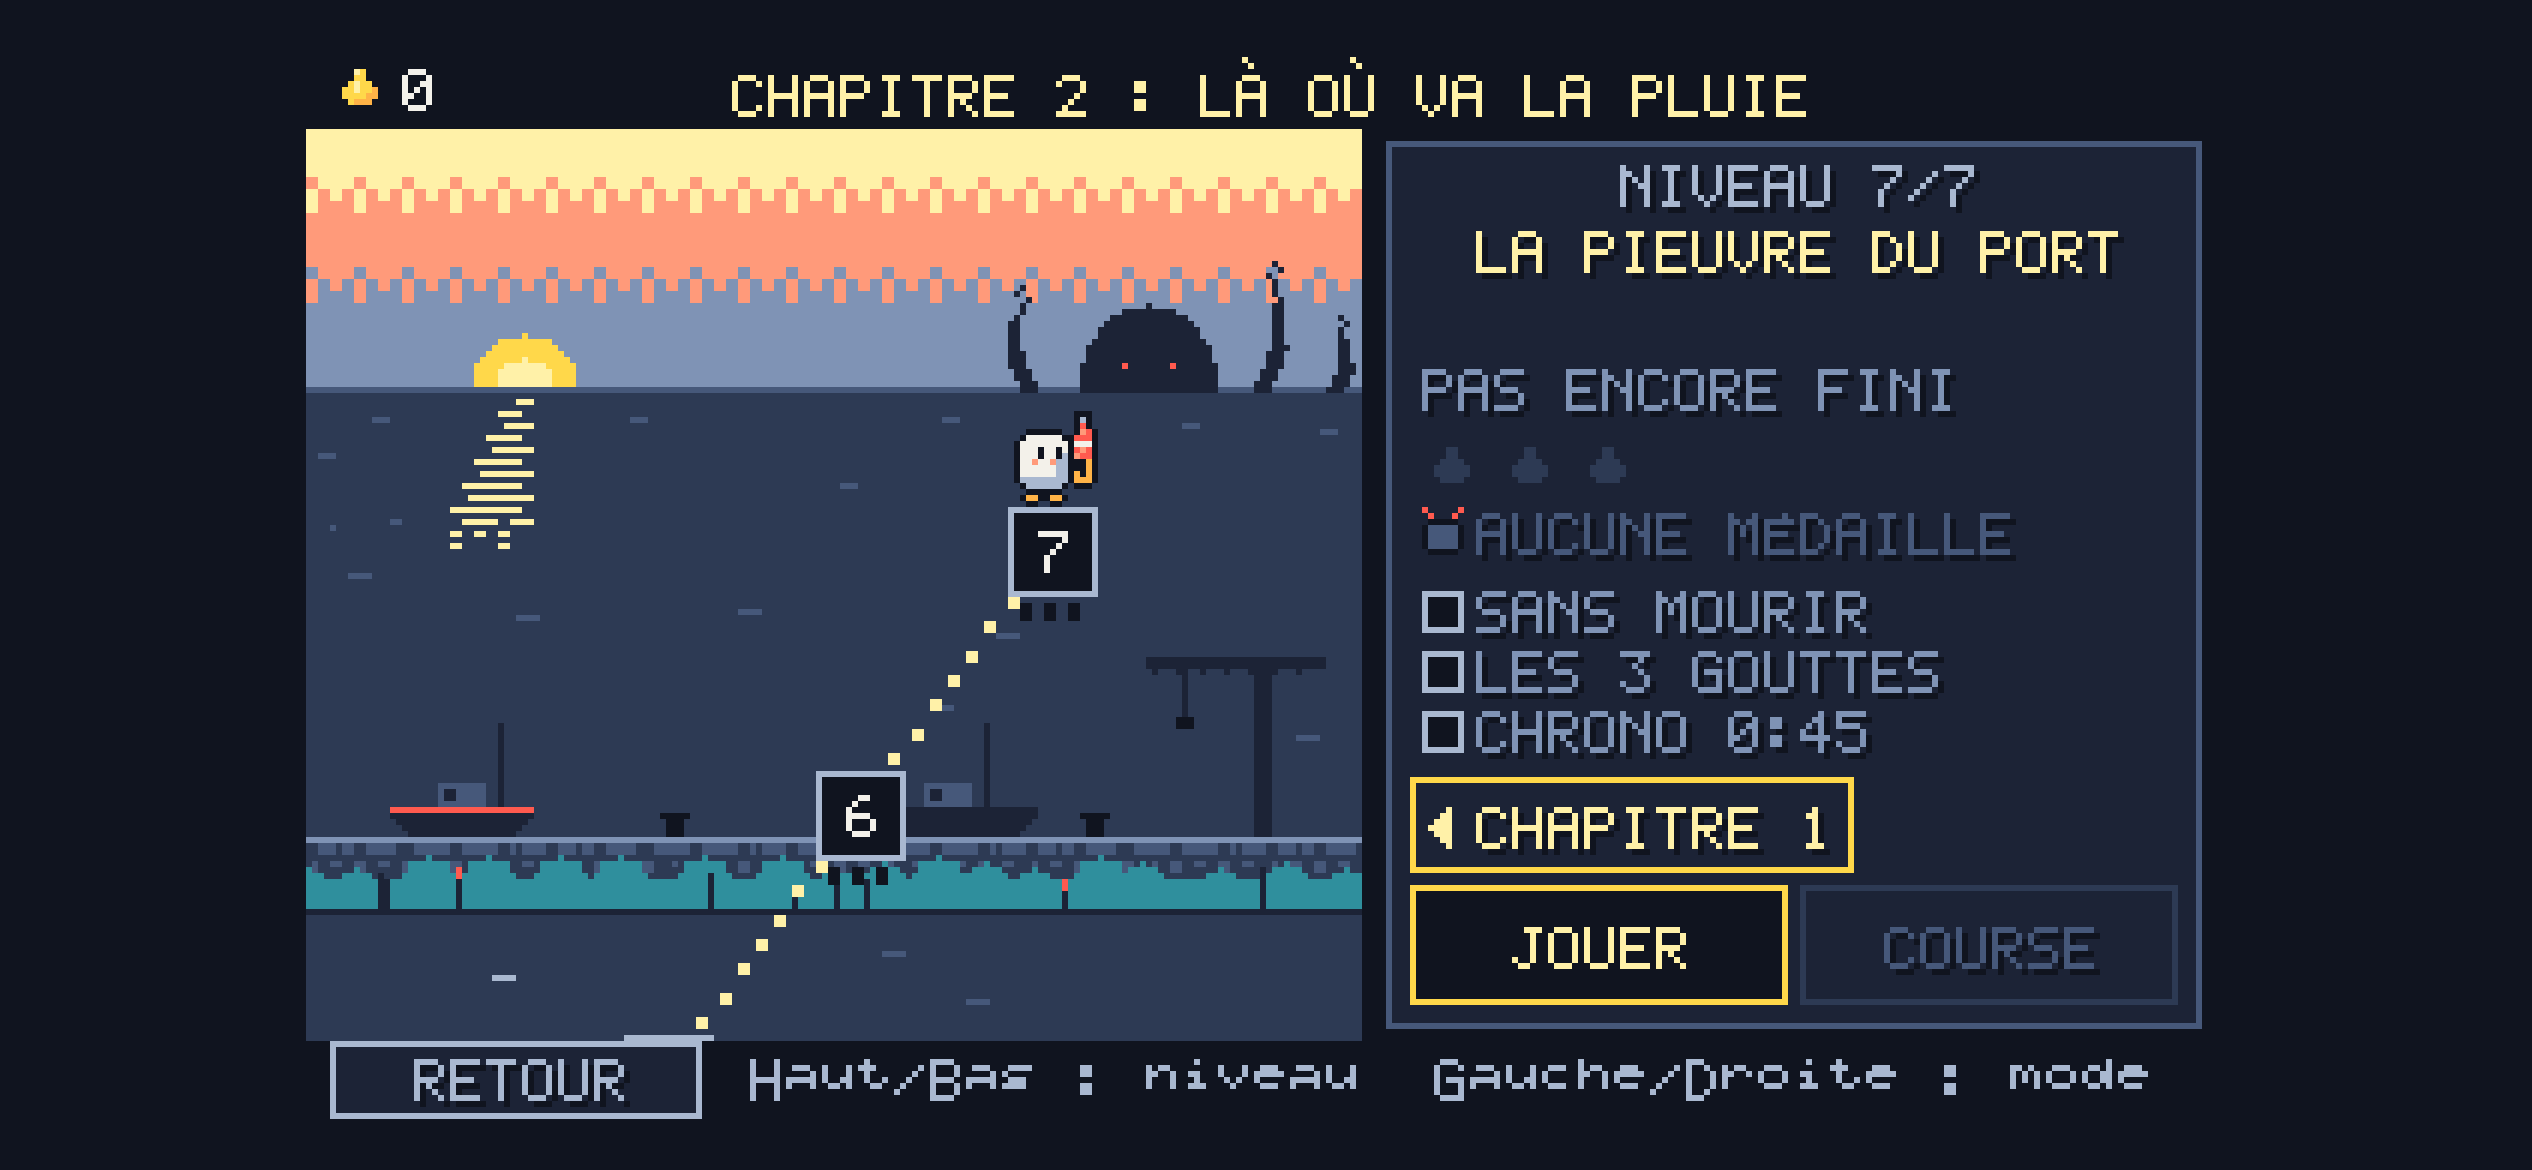 0
CHAPITRE 2 : LÀ OÙ VA LA PLUIE
NIVEAU 7/7
LA PIEUVRE DU PORT
PAS ENCORE FINI
AUCUNE MÉDAILLE
SANS MOURIR
LES 3 GOUTTES
CHRONO 0:45
CHAPITRE 1
JOUER
COURSE
7
6
RETOUR
Haut/Bas : niveau
Gauche/Droite : mode